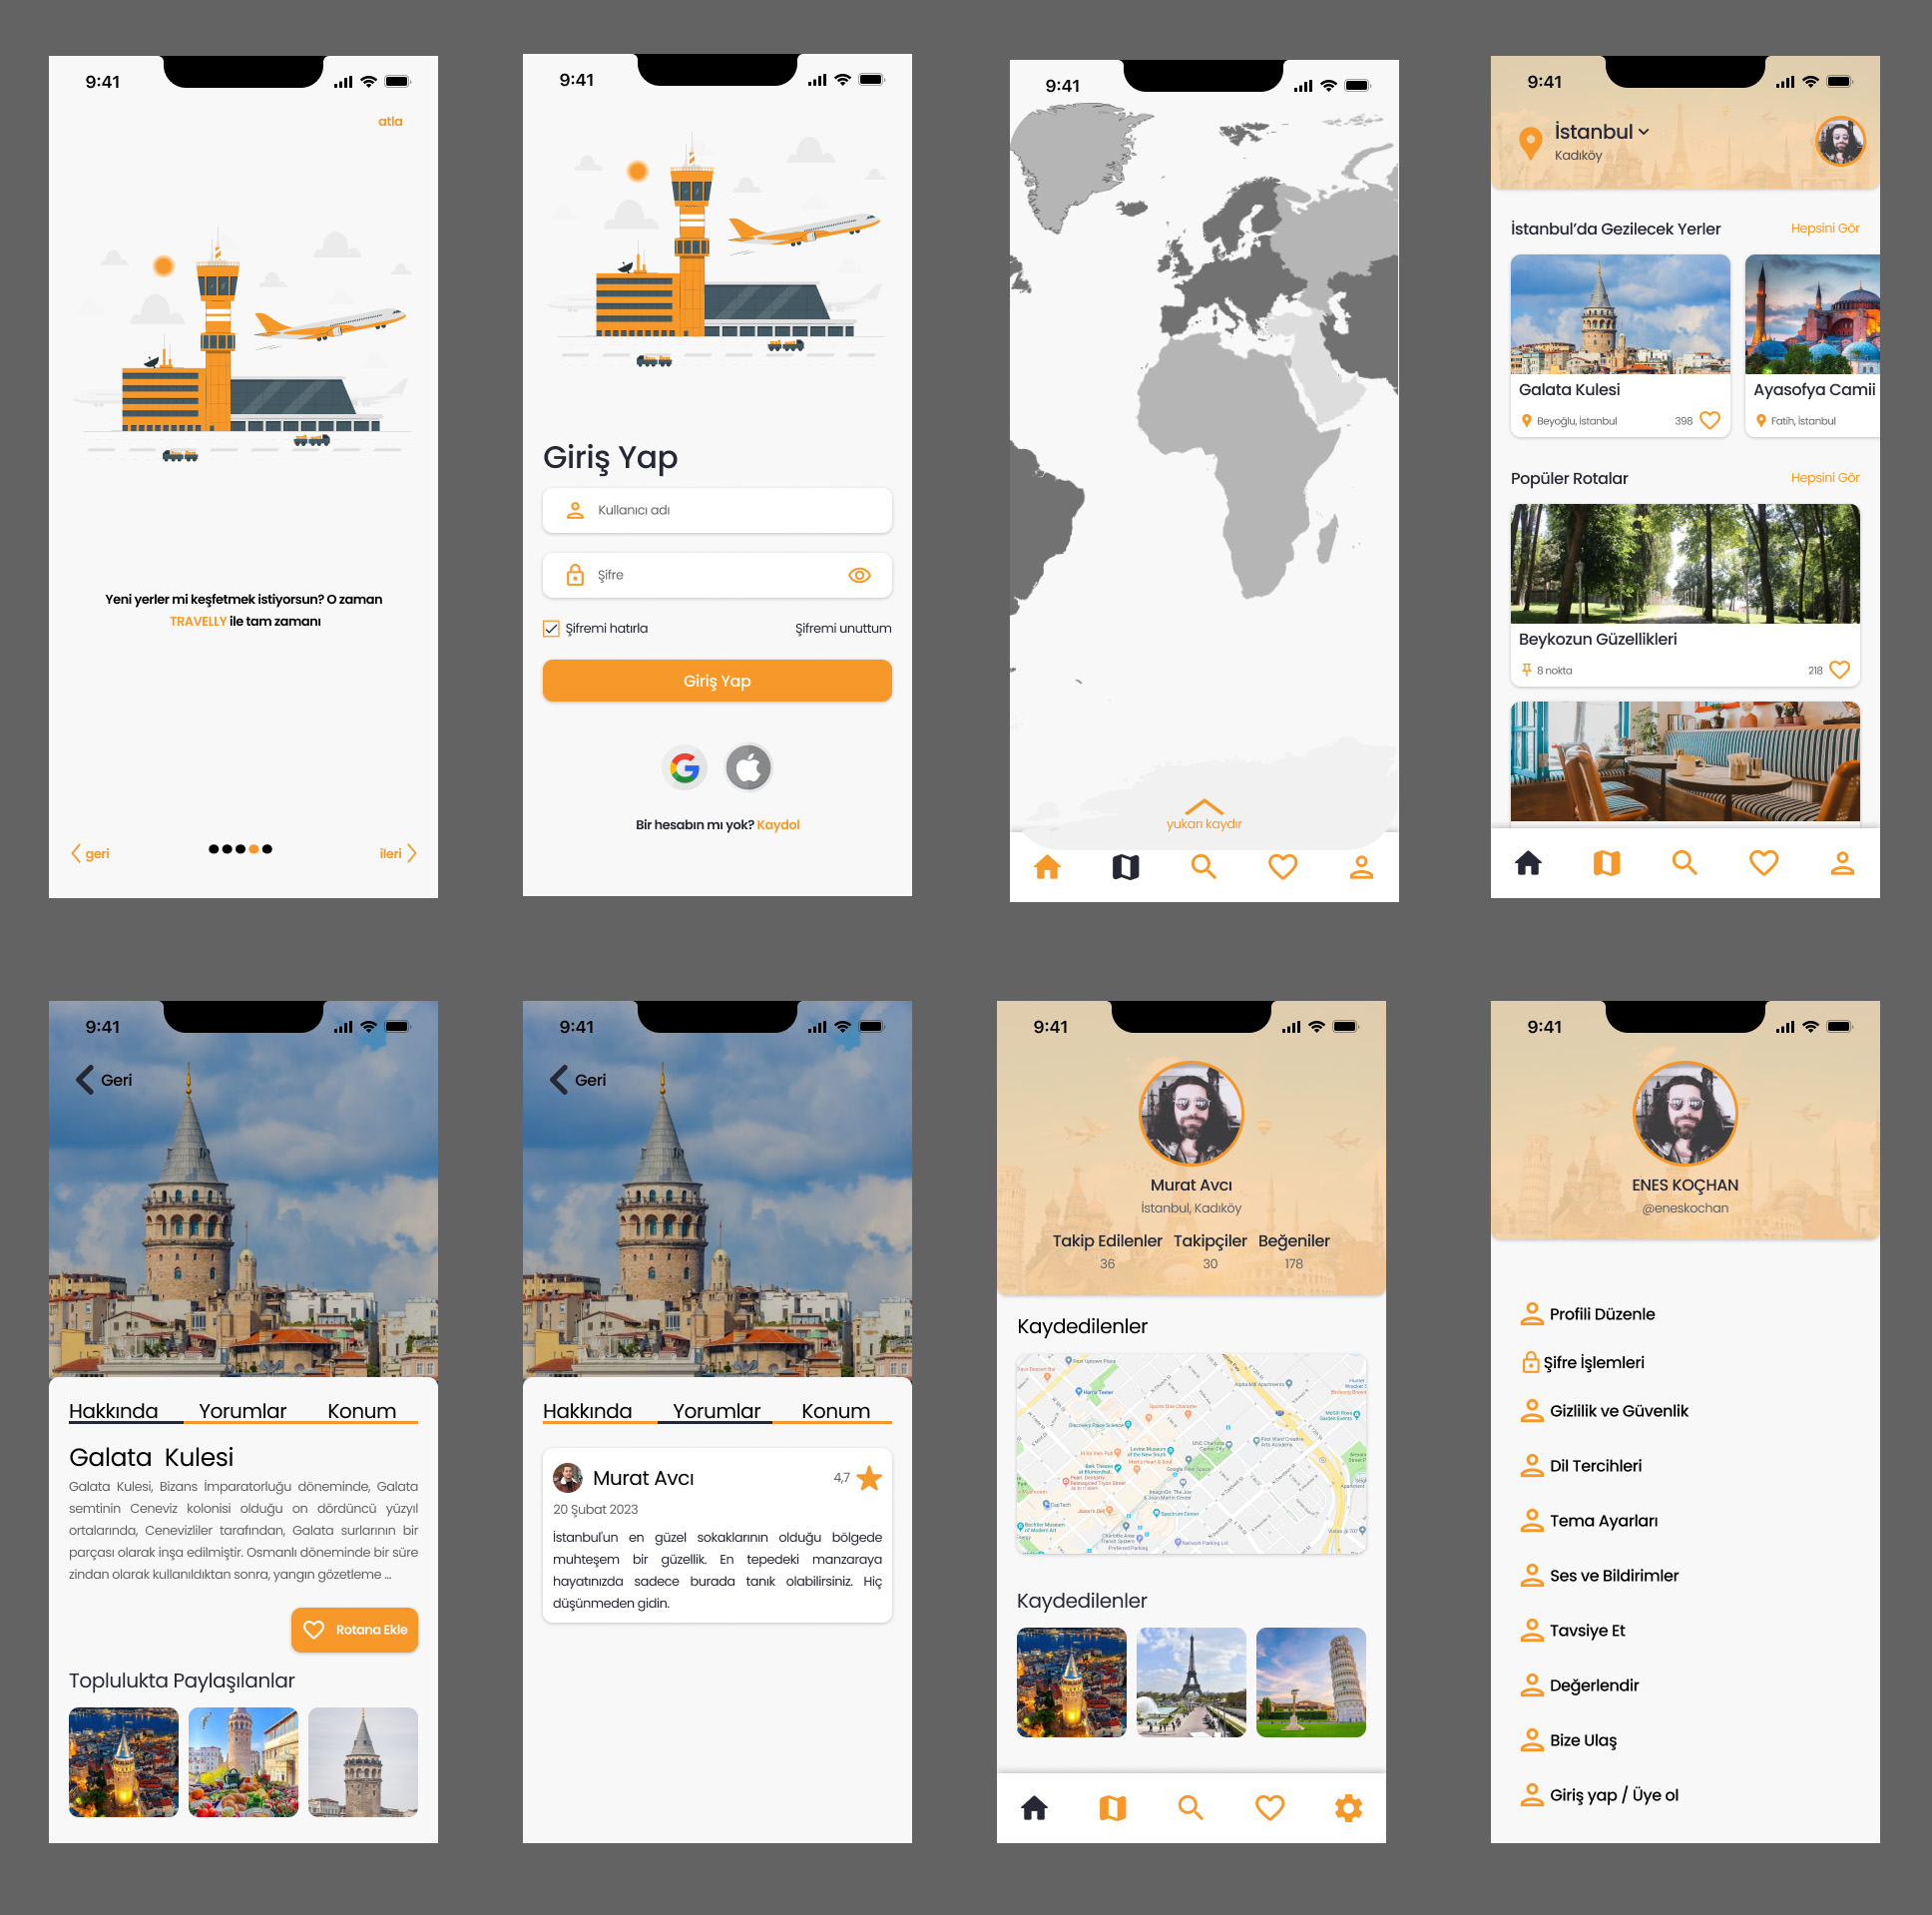 9:41
atla
Yeni yerler mi keşfetmek istiyorsun? O zaman
TRAVELLY ile tam zamanı
geri
ileri
9:41
Giriş Yap
Kullanıcı adı
Şifre
Şifremi hatırla
Şifremi unuttum
Giriş Yap
Bir hesabın mı yok? Kaydol
9:41
yukarı kaydır
9:41
İstanbul
Kadıköy
İstanbul'da Gezilecek Yerler
Hepsini Gör
Galata Kulesi
Beyoğlu, İstanbul
398
Ayasofya Camii
Fatih, İstanbul
Popüler Rotalar
Hepsini Gör
Beykozun Güzellikleri
8 nokta
218
9:41
Geri
Hakkında
Yorumlar
Konum
Galata Kulesi
Galata Kulesi, Bizans İmparatorluğu döneminde, Galata
semtinin Ceneviz kolonisi olduğu on dördüncü yüzyıl
ortalarında, Cenevizliler tarafından, Galata surlarının bir
parçası olarak inşa edilmiştir. Osmanlı döneminde bir süre
zindan olarak kullanıldıktan sonra, yangın gözetleme ...
Rotana Ekle
Toplulukta Paylaşılanlar
9:41
Geri
Hakkında
Yorumlar
Konum
Murat Avcı
4,7
20 Şubat 2023
İstanbul'un en güzel sokaklarının olduğu bölgede
muhteşem bir güzellik. En tepedeki manzaraya
hayatınızda sadece burada tanık olabilirsiniz. Hiç
düşünmeden gidin.
9:41
Murat Avcı
İstanbul, Kadıköy
Takip Edilenler
Takipçiler
Beğeniler
36
30
178
Kaydedilenler
Harris Teeter
Discovery Place Science
Spectrum Center
Kaydedilenler
9:41
ENES KOÇHAN
@eneskochan
Profili Düzenle
Şifre İşlemleri
Gizlilik ve Güvenlik
Dil Tercihleri
Tema Ayarları
Ses ve Bildirimler
Tavsiye Et
Değerlendir
Bize Ulaş
Giriş yap / Üye ol